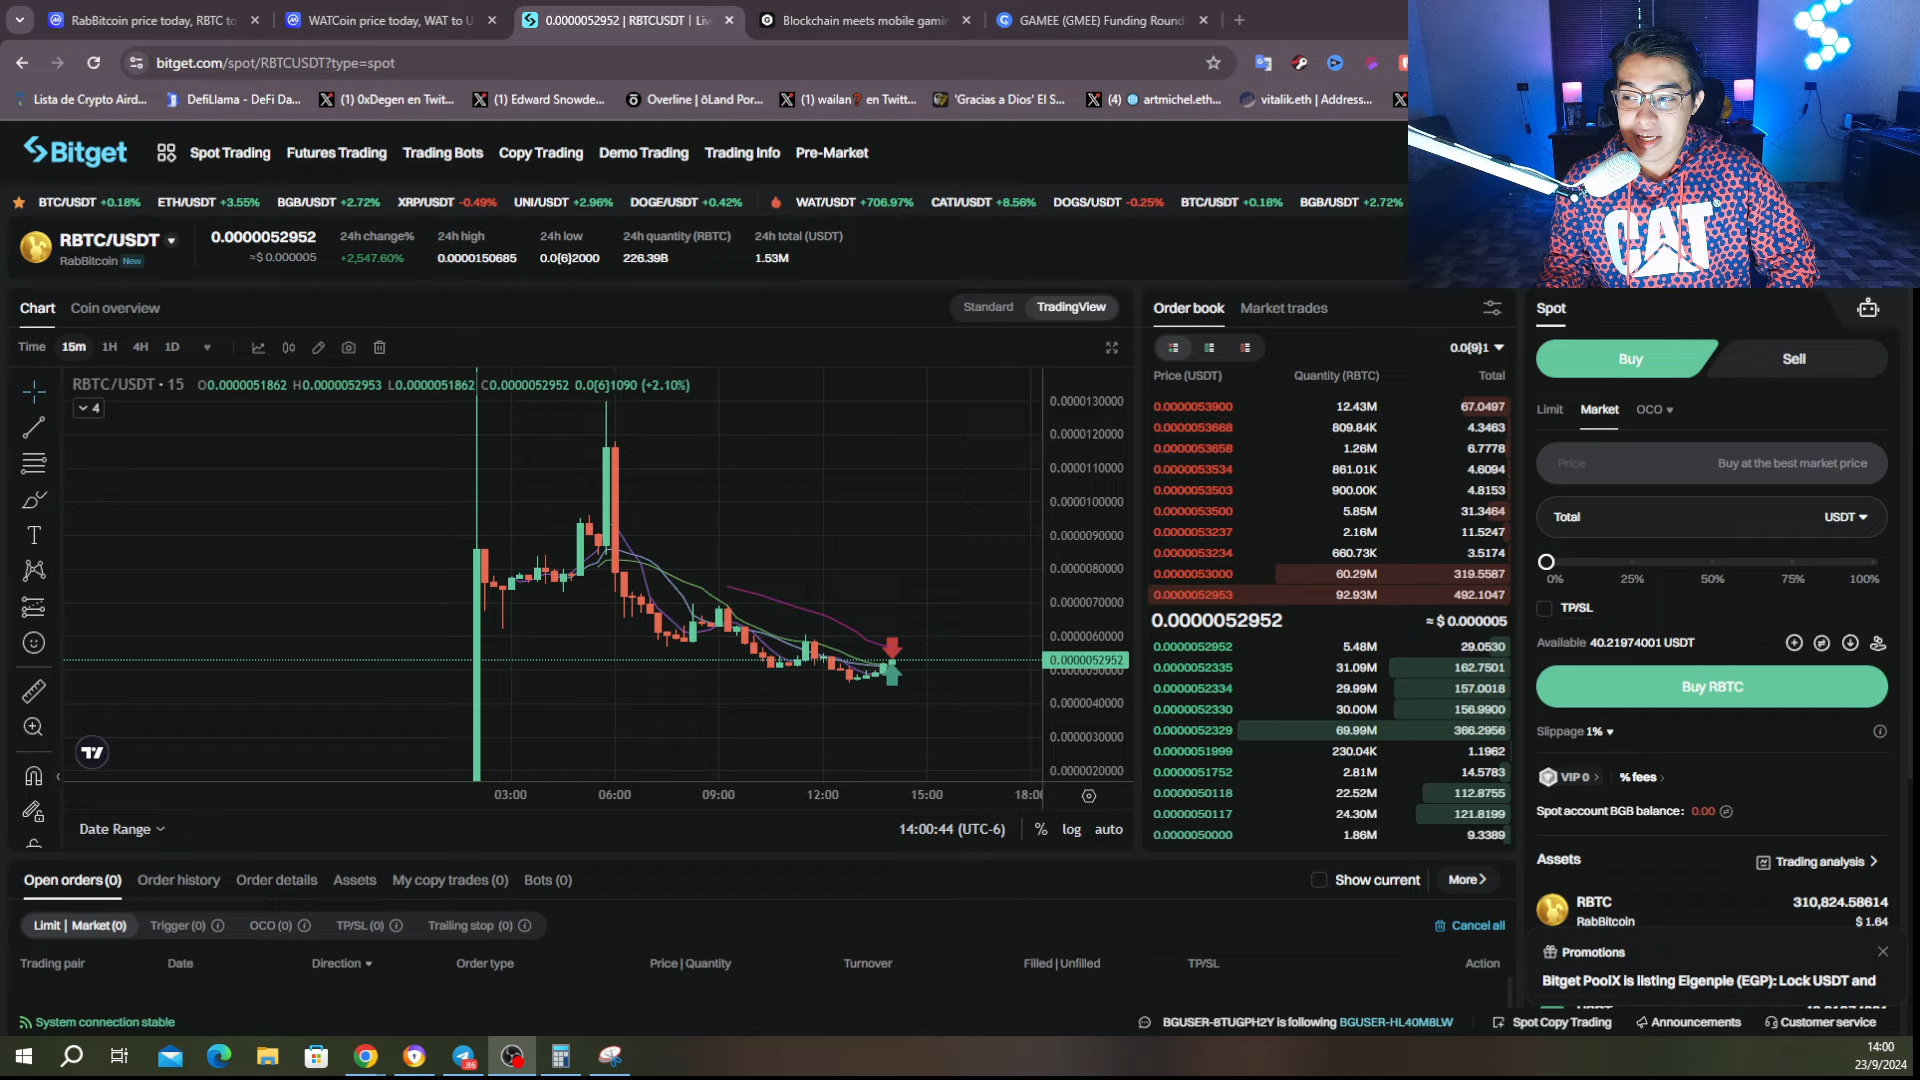 RabBitcoin price today, RBTC to
WATCoin price today, WAT to U
0.0000052952 | RBTCUSDT | Liv
Blockchain meets mobile gamin
GAMEE (GMEE) Funding Round
bitget.com/spot/RBTCUSDT?type=spot
Lista de Crypto Aird...
DefiLlama - DeFi Da...
(1) 0xDegen en Twit...
(1) Edward Snowde...
Overline | ōLand Por...
(1) wailan❓ en Twitt...
'Gracias a Dios' El S...
(4) artmichel.eth...
vitalik.eth | Address...
Bitget
Spot Trading
Futures Trading
Trading Bots
Copy Trading
Demo Trading
Trading Info
Pre-Market
BTC/USDT +0.18%
ETH/USDT +3.55%
BGB/USDT +2.72%
XRP/USDT -0.49%
UNI/USDT +2.96%
DOGE/USDT +0.42%
WAT/USDT +706.97%
CATI/USDT +8.56%
DOGS/USDT -0.25%
BTC/USDT +0.18%
BGB/USDT +2.72%
CAT
RBTC/USDT
RabBitcoin New
0.0000052952
≈$ 0.000005
24h change%
+2,547.60%
24h high
0.0000150685
24h low
0.0{6}2000
24h quantity (RBTC)
226.39B
24h total (USDT)
1.53M
Chart
Coin overview
Standard
TradingView
Time
15m
1H
4H
1D
RBTC/USDT · 15 O0.0000051862 H0.0000052953 L0.0000051862 C0.0000052952 0.0{6}1090 (+2.10%)
4
0.0000130000
0.0000120000
0.0000110000
0.0000100000
0.0000090000
0.0000080000
0.0000070000
0.0000060000
0.0000052952
0.0000050000
0.0000040000
0.0000030000
0.0000020000
03:00
06:00
09:00
12:00
15:00
18:00
Date Range
14:00:44 (UTC-6)
%
log
auto
Order book
Market trades
0.0{9}1
Price (USDT) Quantity (RBTC) Total
0.0000053900 12.43M 67.0497
0.0000053668 809.84K 4.3463
0.0000053658 1.26M 6.7778
0.0000053534 861.01K 4.6094
0.0000053503 900.00K 4.8153
0.0000053500 5.85M 31.3464
0.0000053237 2.16M 11.5247
0.0000053234 660.73K 3.5174
0.0000053000 60.29M 319.5587
0.0000052953 92.93M 492.1047
0.0000052952 ≈ $ 0.000005
0.0000052952 5.48M 29.0530
0.0000052335 31.09M 162.7501
0.0000052334 29.99M 157.0018
0.0000052330 30.00M 156.9900
0.0000052329 69.99M 366.2956
0.0000051999 230.04K 1.1962
0.0000051752 2.81M 14.5783
0.0000050118 22.52M 112.8755
0.0000050117 24.30M 121.8199
0.0000050000 1.86M 9.3389
Spot
Buy
Sell
Limit
Market
OCO
Price
Buy at the best market price
Total
USDT
0%
25%
50%
75%
100%
TP/SL
Available 40.21974001 USDT
Buy RBTC
Slippage 1%
VIP 0
% fees
Spot account BGB balance: 0.00
Assets
Trading analysis
RBTC 310,824.58614
RabBitcoin $ 1.64
Promotions
Bitget PoolX is listing Eigenpie (EGP): Lock USDT and
Open orders (0)
Order history
Order details
Assets
My copy trades (0)
Bots (0)
Show current
More
Limit | Market (0)
Trigger (0)
OCO (0)
TP/SL (0)
Trailing stop (0)
Cancel all
Trading pair
Date
Direction
Order type
Price | Quantity
Turnover
Filled | Unfilled
TP/SL
Action
System connection stable
BGUSER-8TUGPH2Y is following BGUSER-HL40M8LW
Spot Copy Trading
Announcements
Customer service
86
14:00
23/9/2024